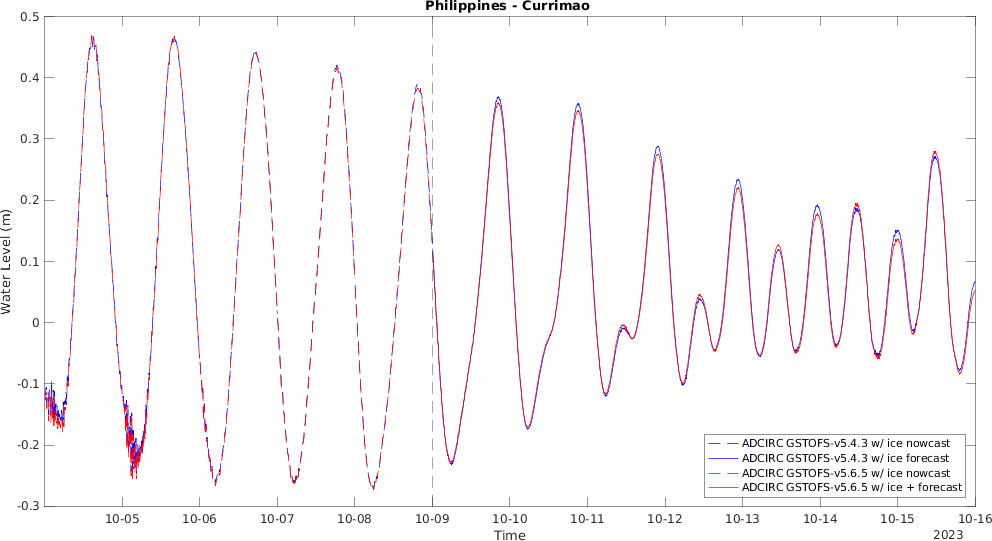 Philippines - Currimao
0.5
0.4
0.3
0.2
0.1
0
-0.1
-0.2
-0.3
Water Level (m)
ADCIRC GSTOFS-v5.4.3 w/ ice nowcast
ADCIRC GSTOFS-v5.4.3 w/ ice forecast
ADCIRC GSTOFS-v5.6.5 w/ ice nowcast
ADCIRC GSTOFS-v5.6.5 w/ ice + forecast
10-05 10-06 10-07 10-08 10-09 10-10 10-11 10-12 10-13 10-14 10-15 10-16
Time
2023